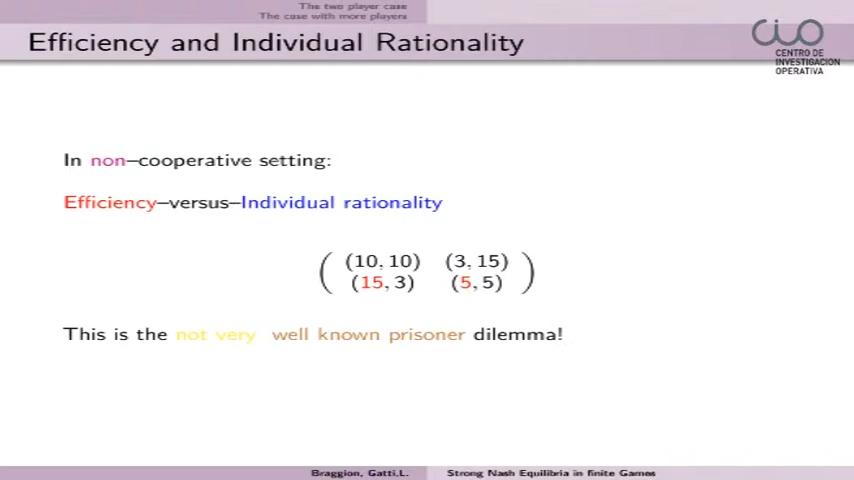 The two player case
The case with more players
Efficiency and Individual Rationality
CIO
CENTRO DE
INVESTIGACION
OPERATIVA
In non–cooperative setting:
Efficiency–versus–Individual rationality
(10, 10) (3, 15)
(15, 3) (5, 5)
This is the not very well known prisoner dilemma!
Braggion, Gatti,L. Strong Nash Equilibria in finite Games